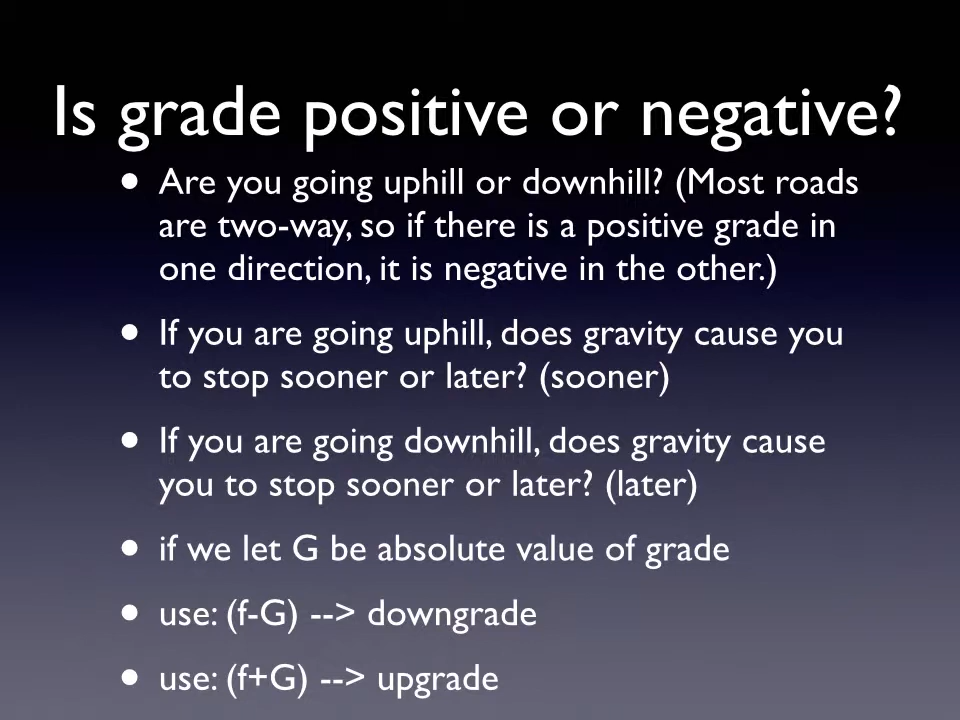 Is grade positive or negative?
• Are you going uphill or downhill? (Most roads
are two-way, so if there is a positive grade in
one direction, it is negative in the other.)
• If you are going uphill, does gravity cause you
to stop sooner or later? (sooner)
• If you are going downhill, does gravity cause
you to stop sooner or later? (later)
• if we let G be absolute value of grade
• use: (f-G) --> downgrade
• use: (f+G) --> upgrade